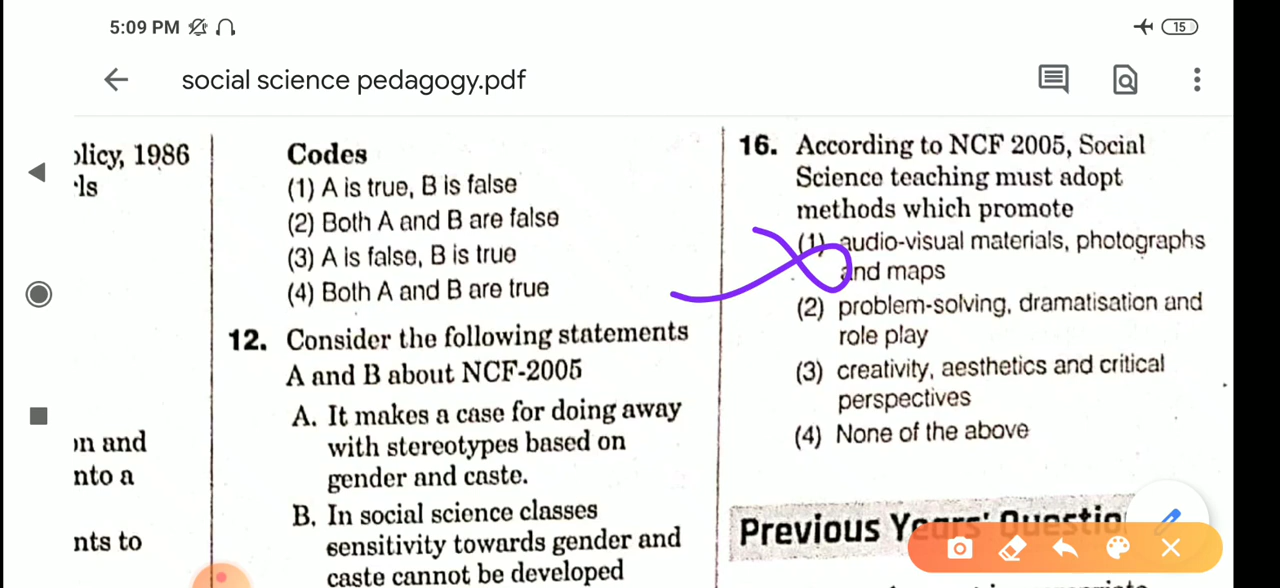 5:09 PM
15
social science pedagogy.pdf
olicy, 1986
rls
on and
nto a
nts to
Codes
(1) A is true, B is false
(2) Both A and B are false
(3) A is false, B is true
(4) Both A and B are true
12. Consider the following statements
A and B about NCF-2005
A. It makes a case for doing away
with stereotypes based on
gender and caste.
B. In social science classes
sensitivity towards gender and
caste cannot be developed
16. According to NCF 2005, Social
Science teaching must adopt
methods which promote
(1) audio-visual materials, photographs
and maps
(2) problem-solving, dramatisation and
role play
(3) creativity, aesthetics and critical
perspectives
(4) None of the above
Previous Years' Questio